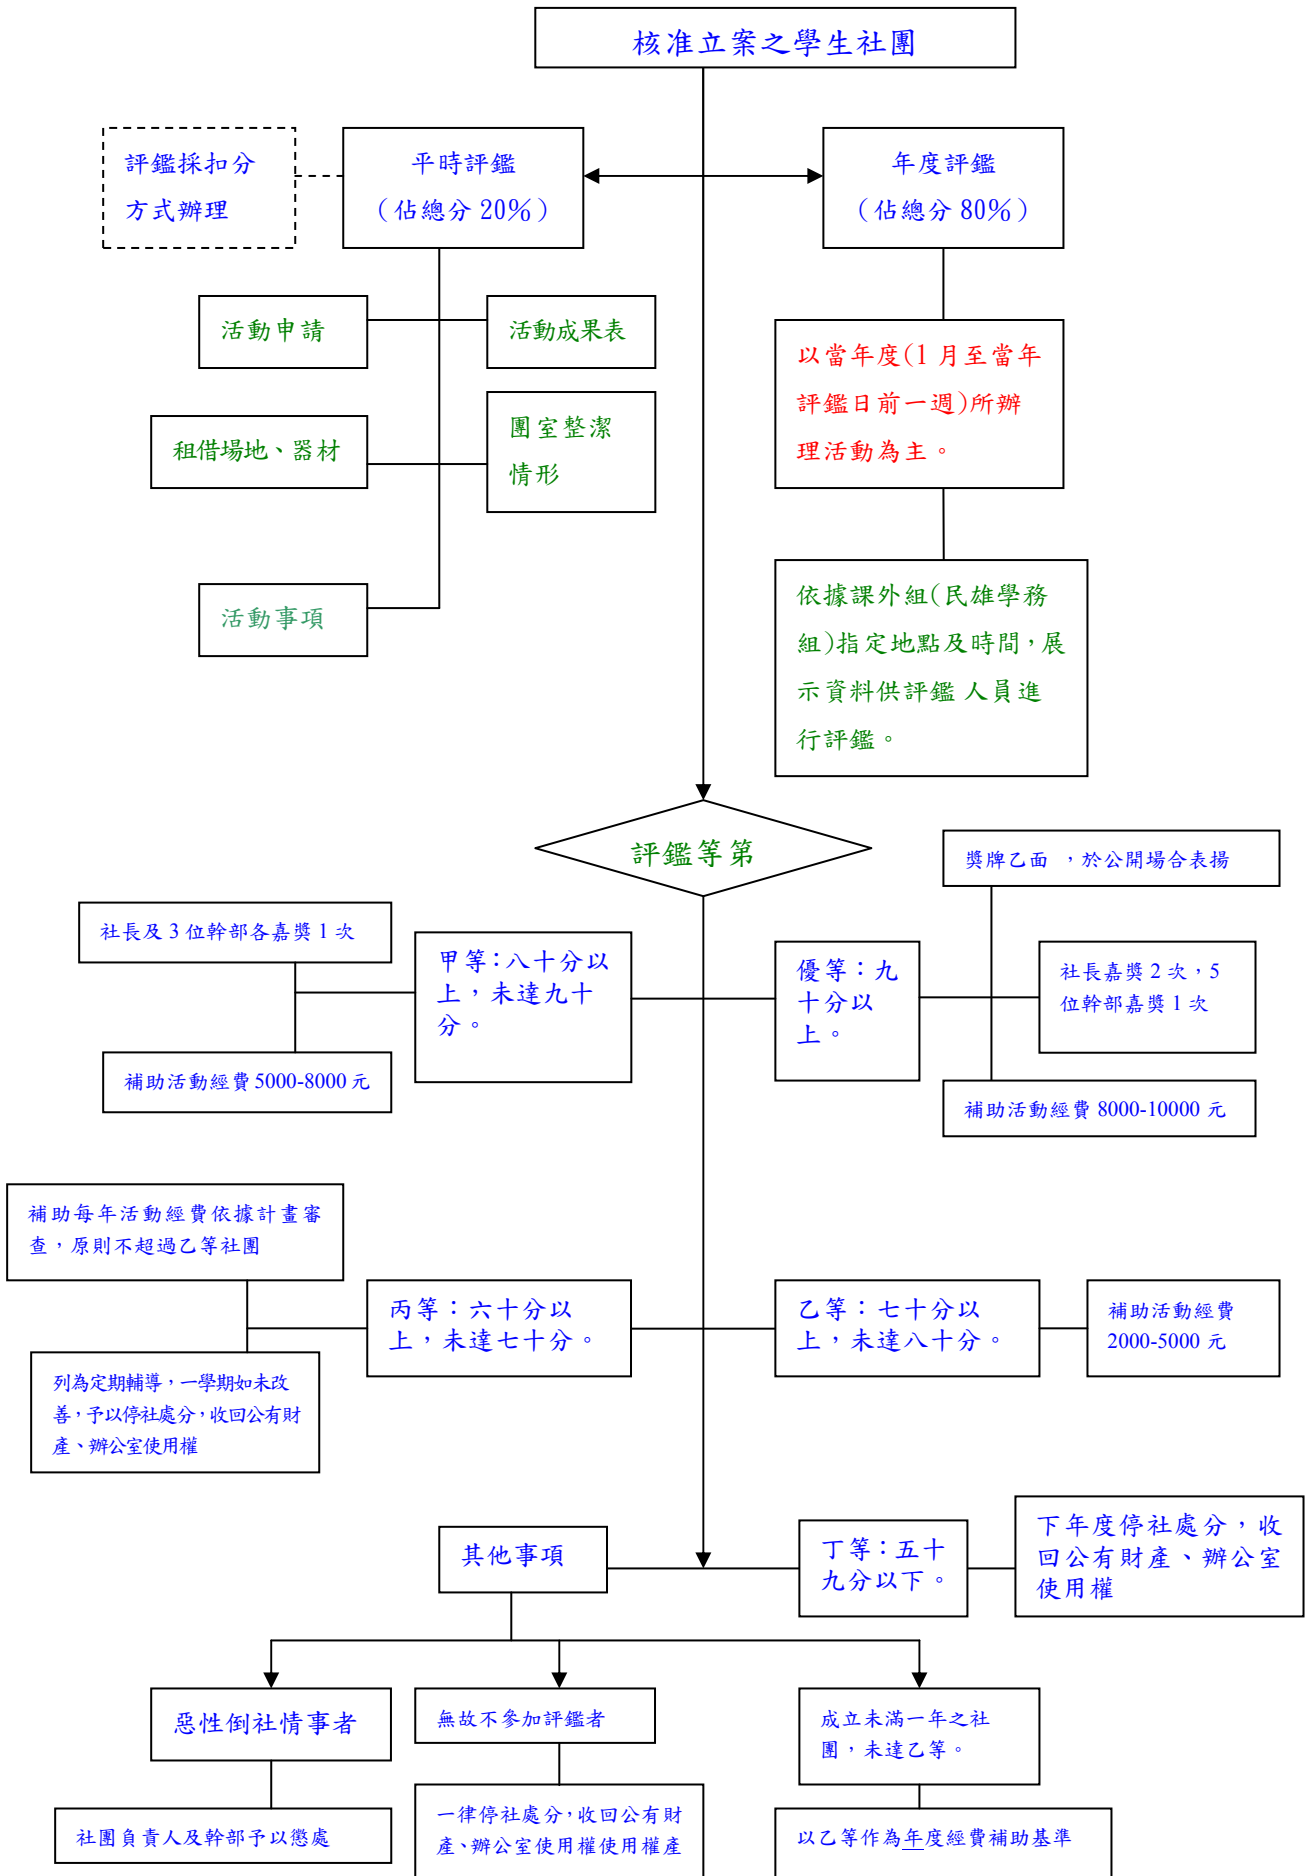 核准立案之學生社團
評鑑採扣分
方式辦理
平時評鑑
（佔總分 20%）
年度評鑑
（佔總分 80%）
活動申請
活動成果表
租借場地、器材
團室整潔
情形
活動事項
以當年度(1 月至當年
評鑑日前一週)所辦
理活動為主。
依據課外組(民雄學務
組)指定地點及時間，展
示資料供評鑑 人員進
行評鑑。
評鑑等第
獎牌乙面 ，於公開場合表揚
社長及 3 位幹部各嘉獎 1 次
甲等：八十分以
上，未達九十
分。
優等：九
十分以
上。
社長嘉獎 2 次，5
位幹部嘉獎 1 次
補助活動經費 5000-8000 元
補助活動經費 8000-10000 元
補助每年活動經費依據計畫審
查，原則不超過乙等社團
丙等：六十分以
上，未達七十分。
乙等：七十分以
上，未達八十分。
補助活動經費
2000-5000 元
列為定期輔導，一學期如未改
善，予以停社處分，收回公有財
產、辦公室使用權
其他事項
丁等：五十
九分以下。
下年度停社處分，收
回公有財產、辦公室
使用權
惡性倒社情事者
無故不參加評鑑者
成立未滿一年之社
團，未達乙等。
社團負責人及幹部予以懲處
一律停社處分，收回公有財
產、辦公室使用權使用權產
以乙等作為年度經費補助基準